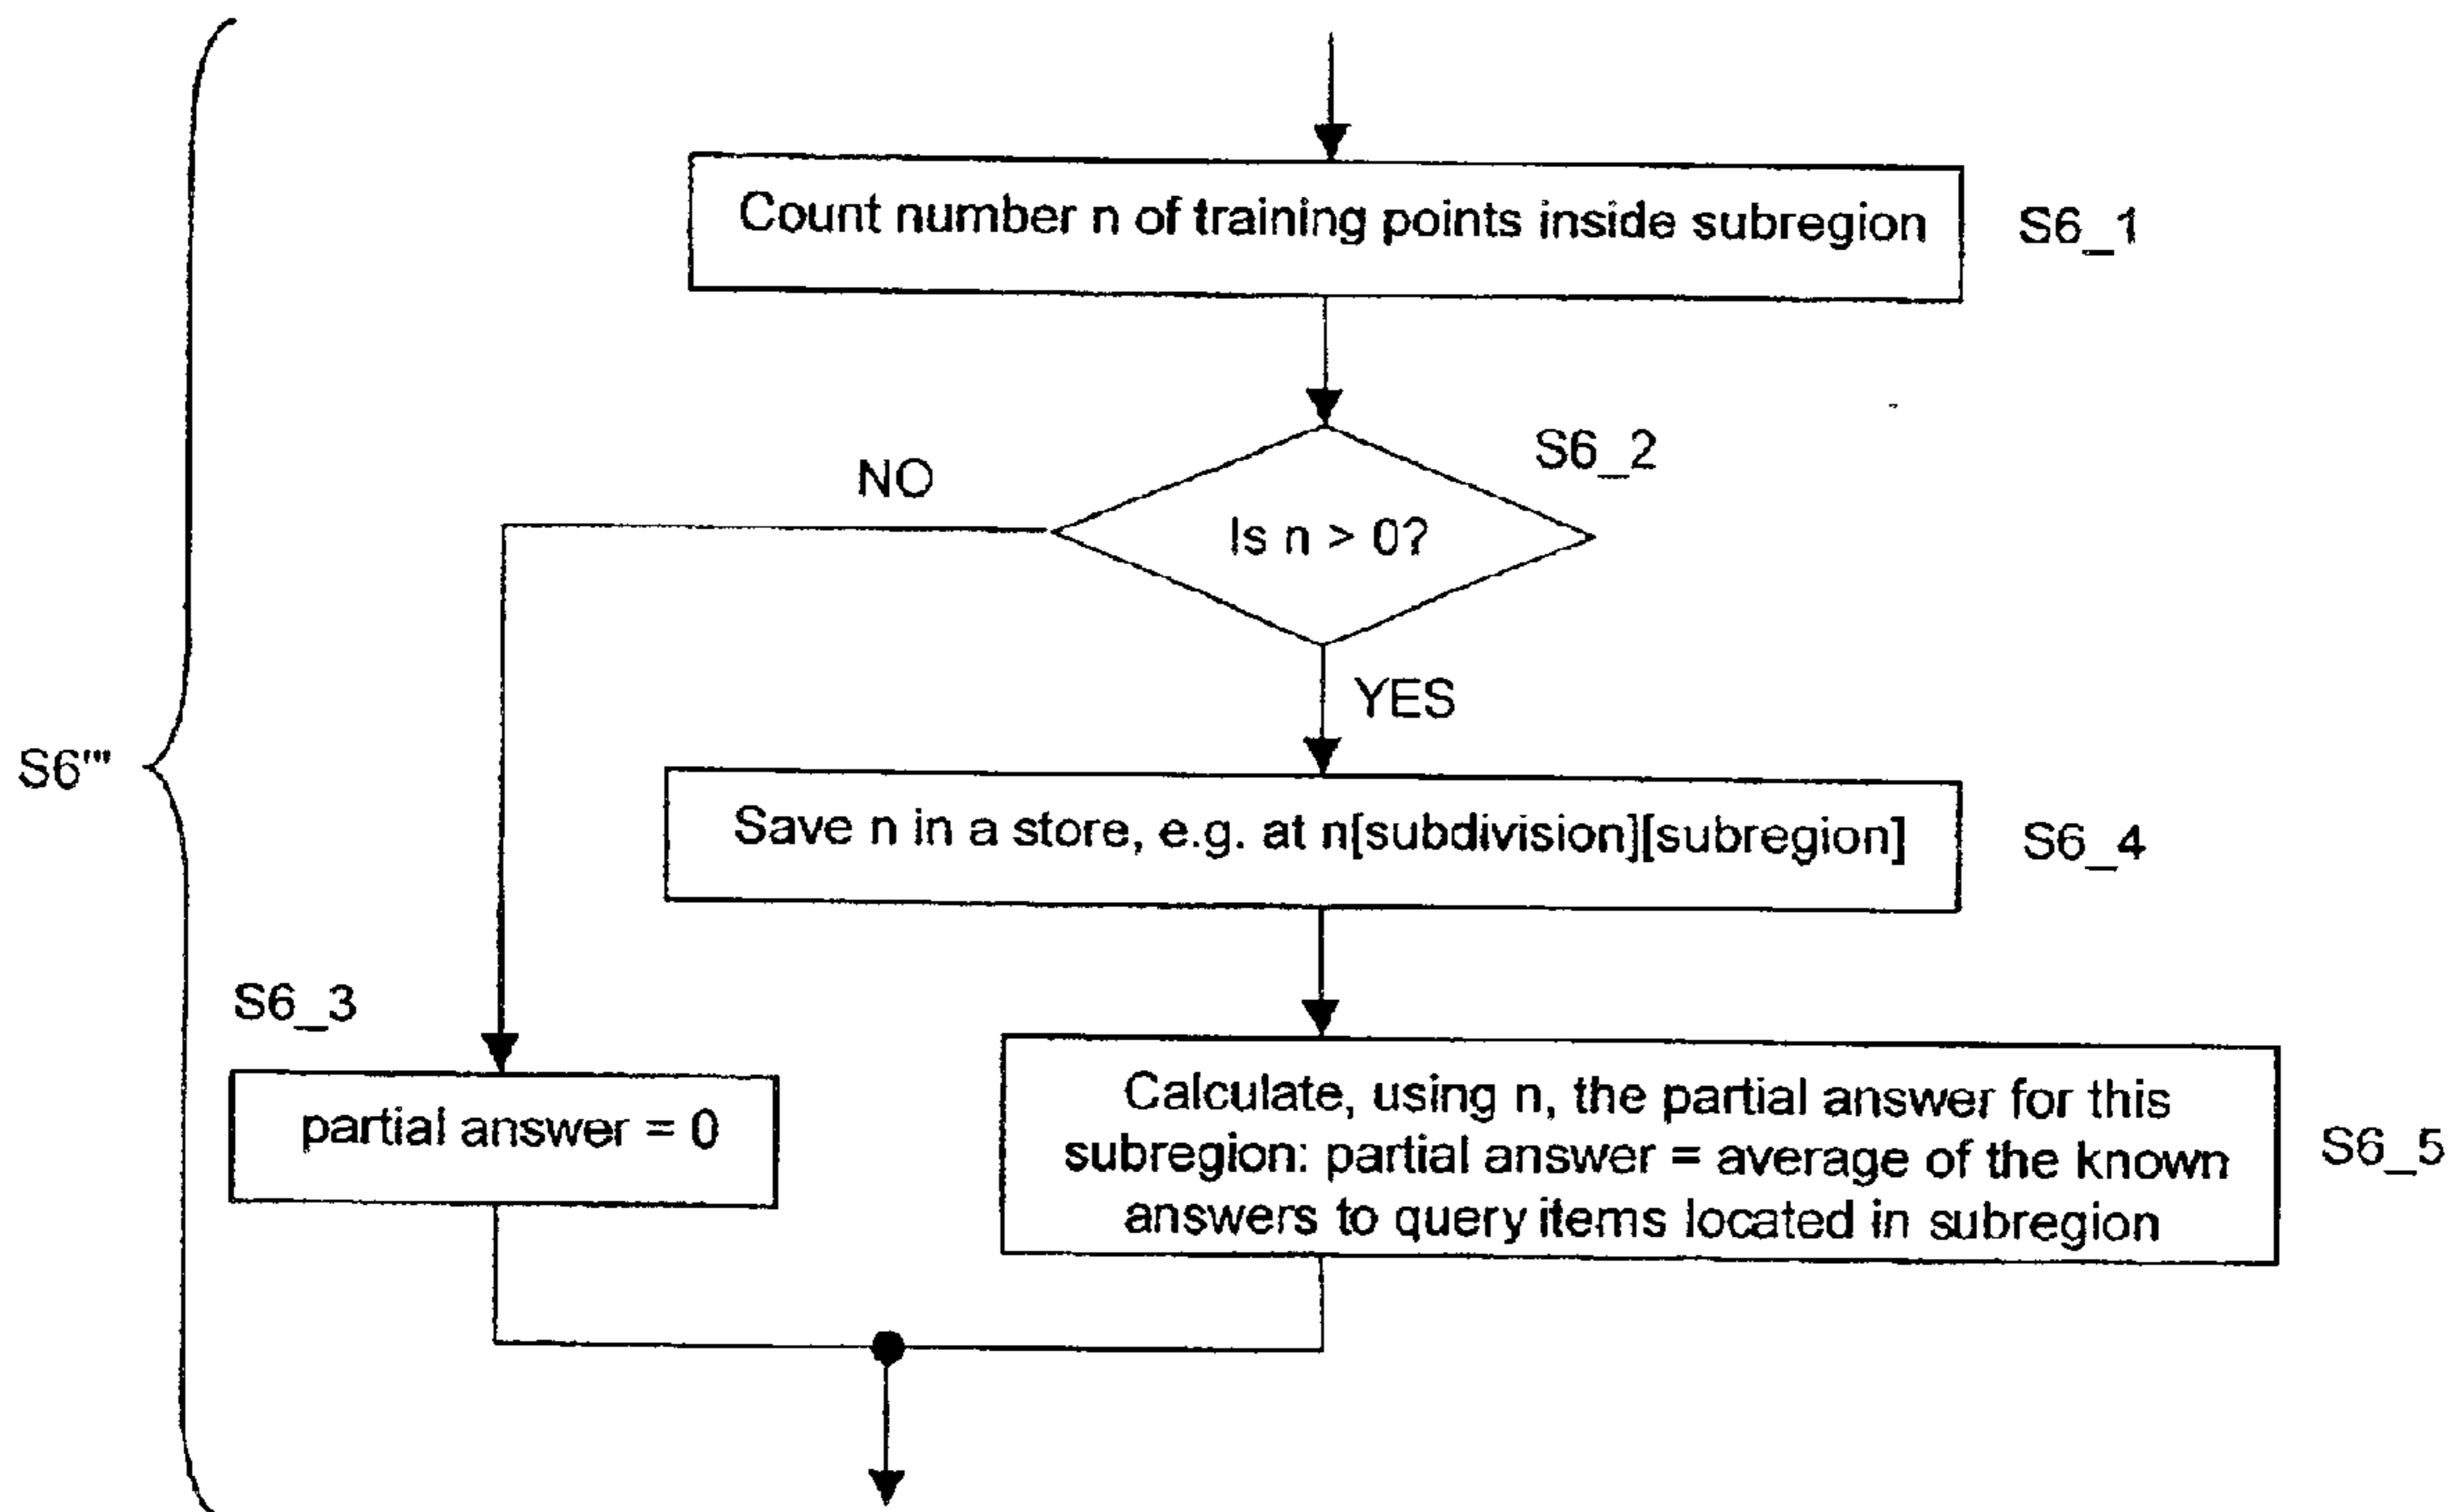 Count number n of training points inside subregion
S6_1
S6_2
NO
Is n > 0?
YES
S6'''
Save n in a store, e.g. at n[subdivision][subregion]
S6_4
S6_3
partial answer = 0
Calculate, using n, the partial answer for this
subregion: partial answer = average of the known
answers to query items located in subregion
S6_5